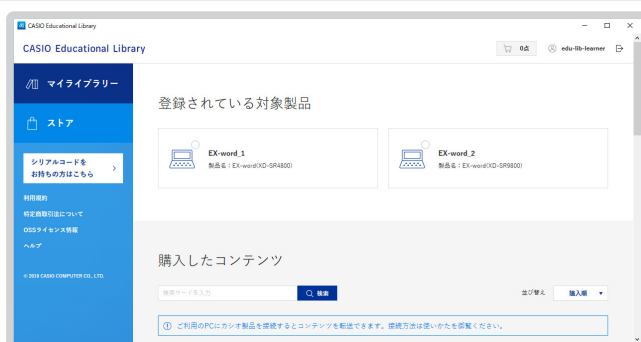 CASIO Educational Library
CASIO Educational Library
0点
edu-lib-learner
マイライブラリー
ストア
シリアルコードを
お持ちの方はこちら
利用規約
特定商取引法について
OSSライセンス情報
ヘルプ
© 2016 CASIO COMPUTER CO., LTD.
登録されている対象製品
EX-word_1
製品名：EX-word(XD-SR4800)
EX-word_2
製品名：EX-word(XD-SR9800)
購入したコンテンツ
検索ワードを入力
検索
並び替え
購入順
ご利用のPCにカシオ製品を接続するとコンテンツを転送できます。接続方法は使いかたを御覧ください。